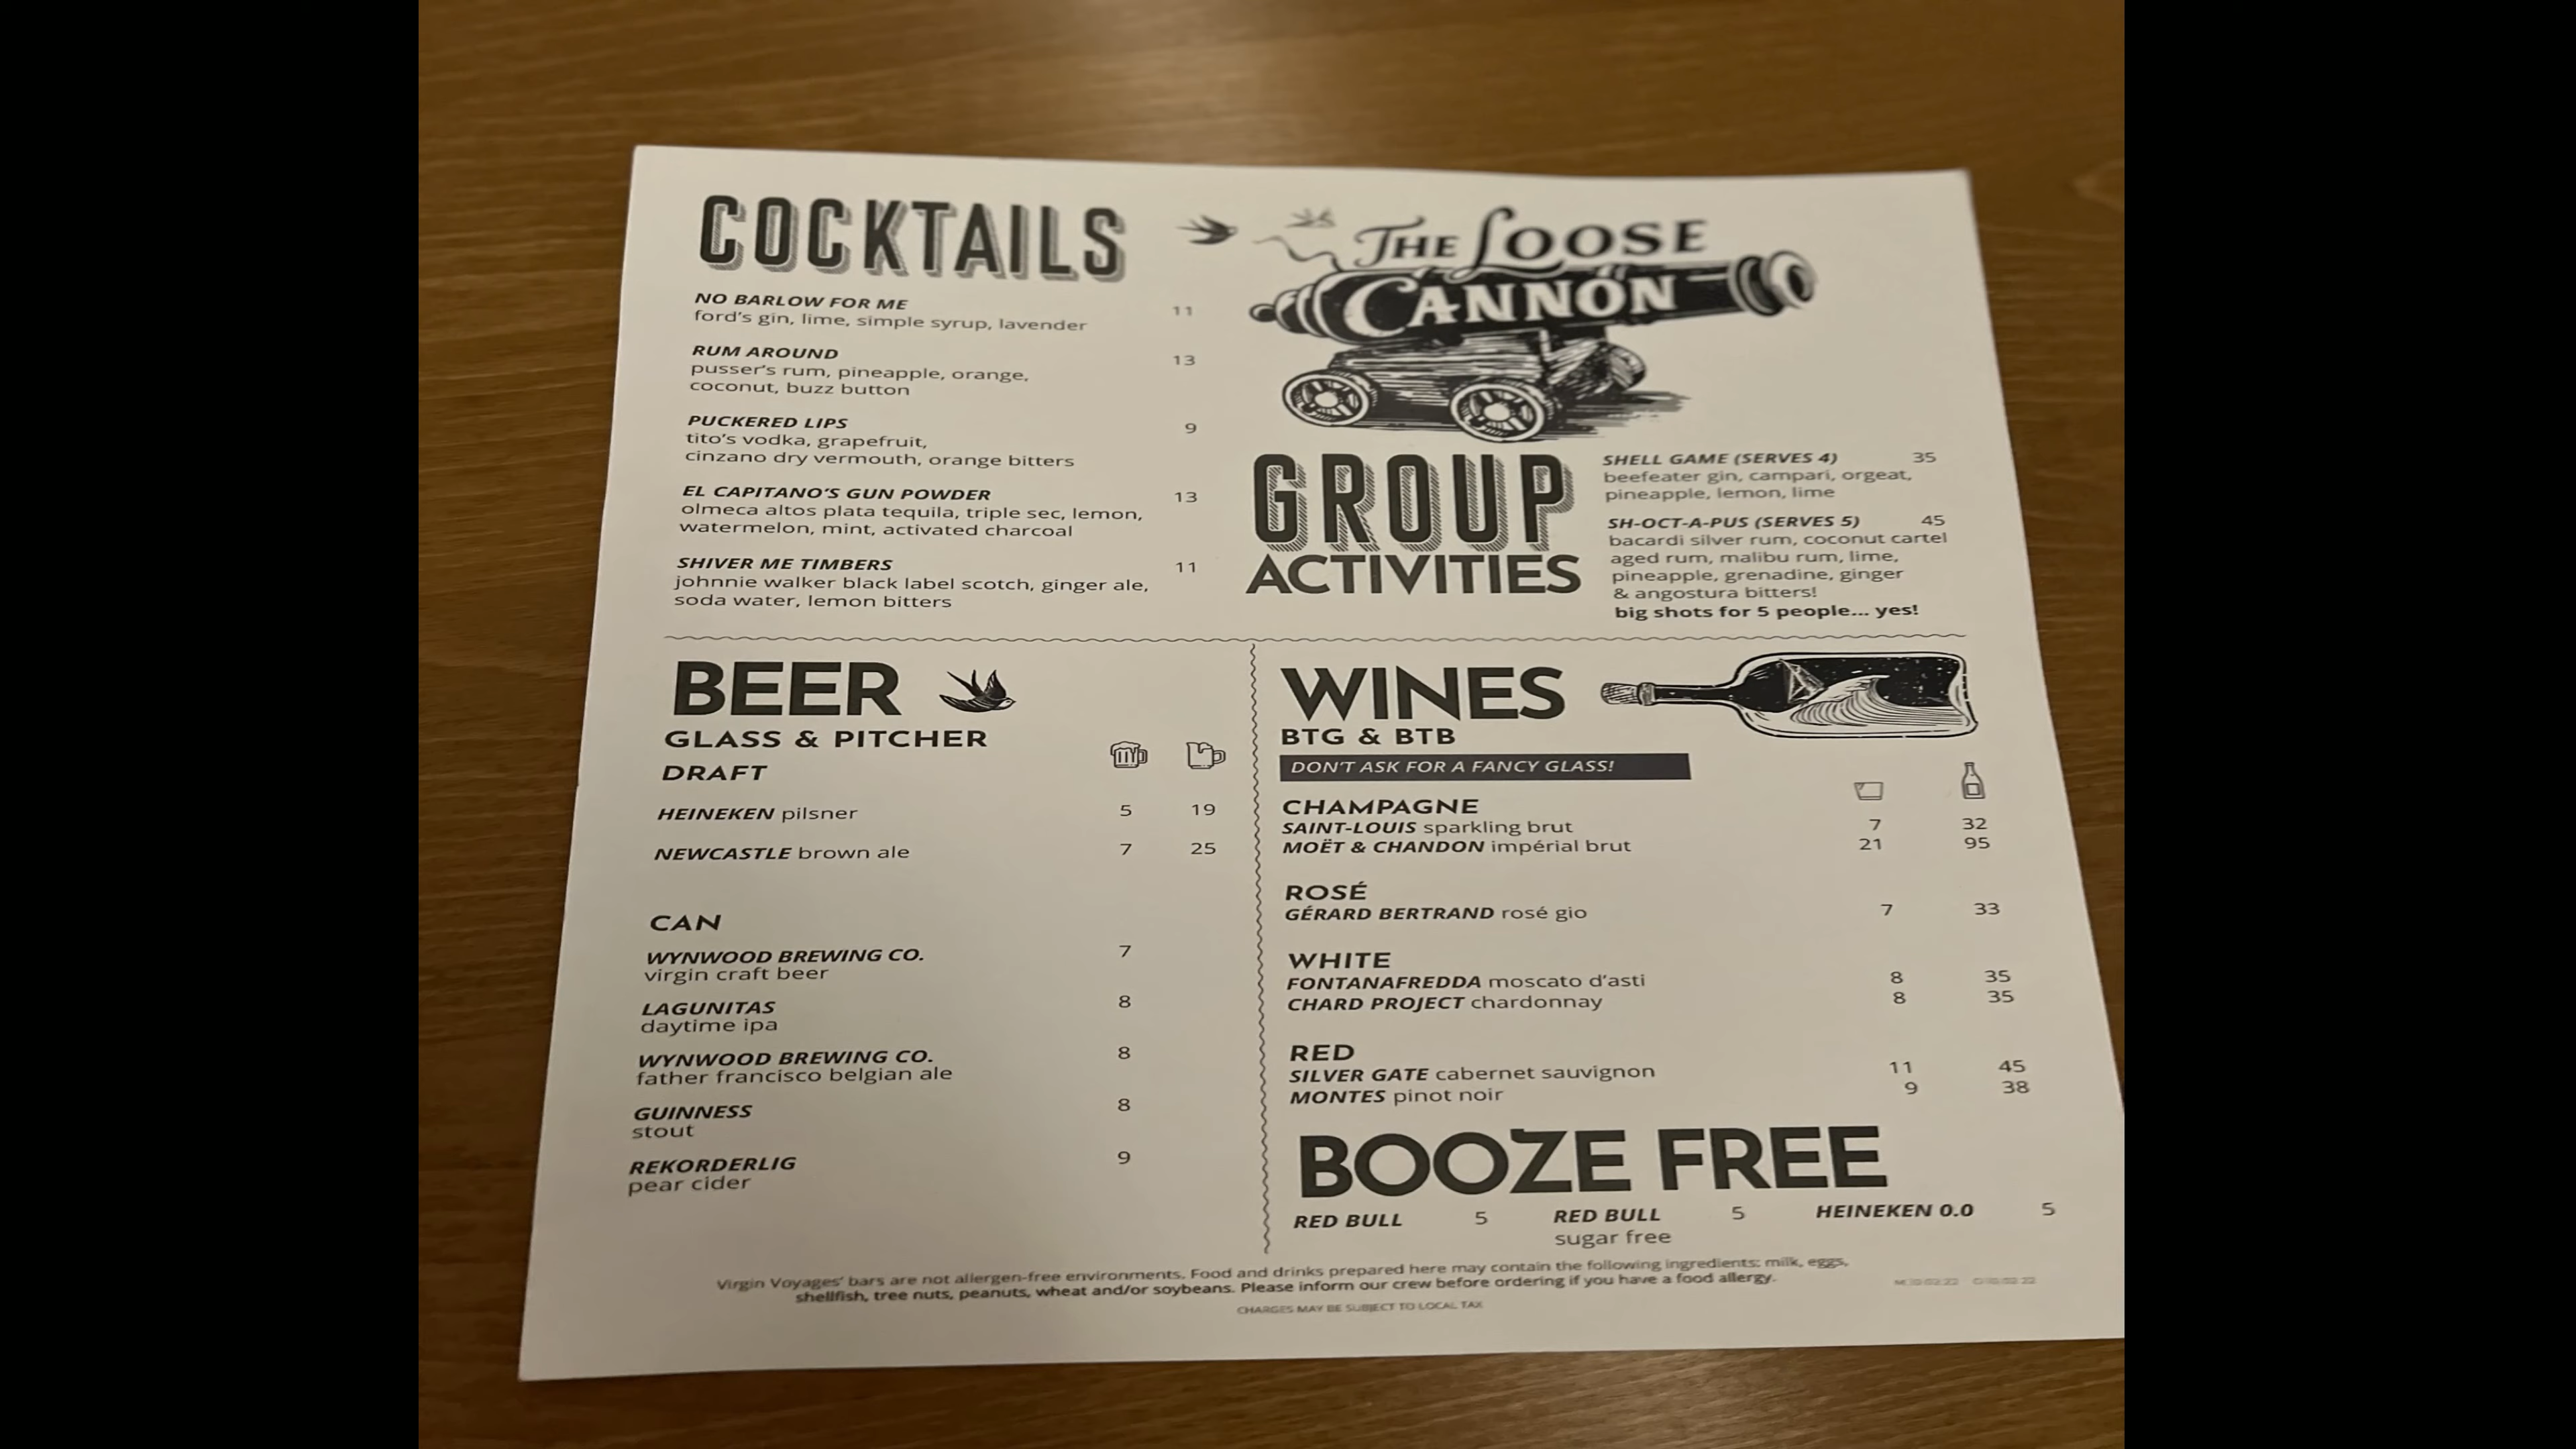 COCKTAILS
NO BARLOW FOR ME 11
ford's gin, lime, simple syrup, lavender
RUM AROUND 13
pusser's rum, pineapple, orange,
coconut, buzz button
PUCKERED LIPS 9
tito's vodka, grapefruit,
cinzano dry vermouth, orange bitters
EL CAPITANO'S GUN POWDER 13
olmeca altos plata tequila, triple sec, lemon,
watermelon, mint, activated charcoal
SHIVER ME TIMBERS 11
johnnie walker black label scotch, ginger ale,
soda water, lemon bitters
THE LOOSE
CANNON
GROUP
ACTIVITIES
SHELL GAME (SERVES 4) 35
beefeater gin, campari, orgeat,
pineapple, lemon, lime
SH-OCT-A-PUS (SERVES 5) 45
bacardi silver rum, coconut cartel
aged rum, malibu rum, lime,
pineapple, grenadine, ginger
& angostura bitters!
big shots for 5 people... yes!
BEER
GLASS & PITCHER
DRAFT
HEINEKEN pilsner 5 19
NEWCASTLE brown ale 7 25
CAN
WYNWOOD BREWING CO. 7
virgin craft beer
LAGUNITAS 8
daytime ipa
WYNWOOD BREWING CO. 8
father francisco belgian ale
GUINNESS 8
stout
REKORDERLIG 9
pear cider
WINES
BTG & BTB
DON'T ASK FOR A FANCY GLASS!
CHAMPAGNE
SAINT-LOUIS sparkling brut 7 32
MOËT & CHANDON impérial brut 21 95
ROSÉ
GÉRARD BERTRAND rosé gio 7 33
WHITE
FONTANAFREDDA moscato d'asti 8 35
CHARD PROJECT chardonnay 8 35
RED
SILVER GATE cabernet sauvignon 11 45
MONTES pinot noir 9 38
BOOZE FREE
RED BULL 5 RED BULL 5 HEINEKEN 0.0 5
sugar free
Virgin Voyages' bars are not allergen-free environments. Food and drinks prepared here may contain the following ingredients: milk, eggs,
shellfish, tree nuts, peanuts, wheat and/or soybeans. Please inform our crew before ordering if you have a food allergy.
CHARGES MAY BE SUBJECT TO LOCAL TAX